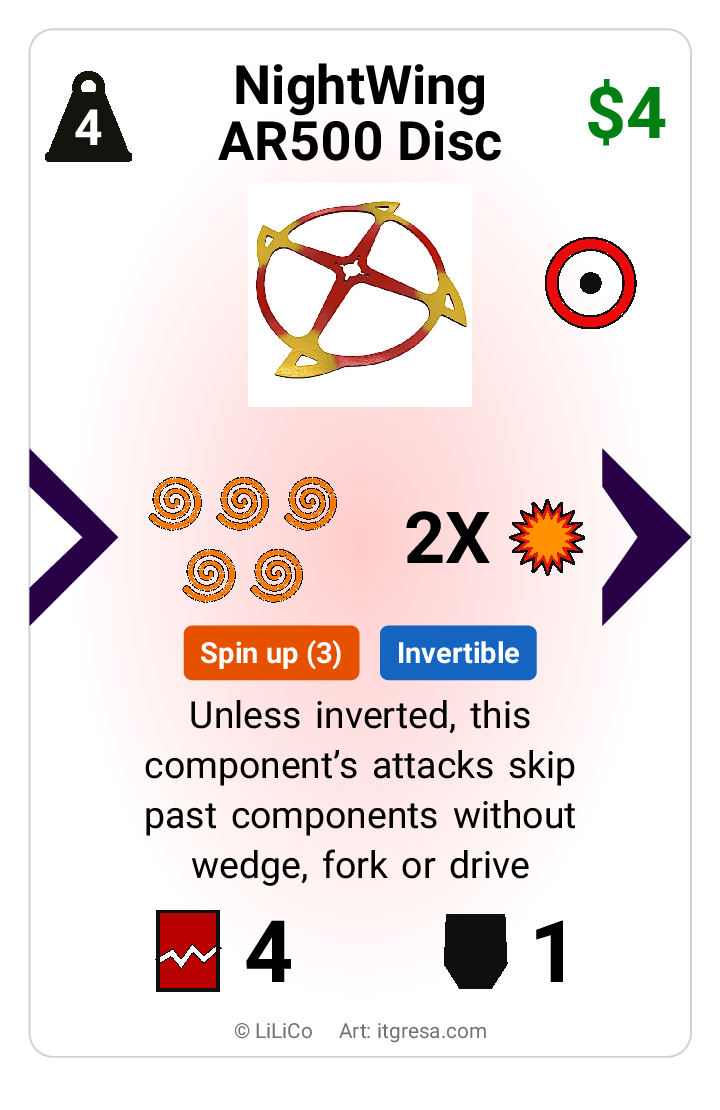 4
NightWing
AR500 Disc
$4
2X
Spin up (3)
Invertible
Unless inverted, this
component’s attacks skip
past components without
wedge, fork or drive
4
1
© LiLiCo Art: itgresa.com